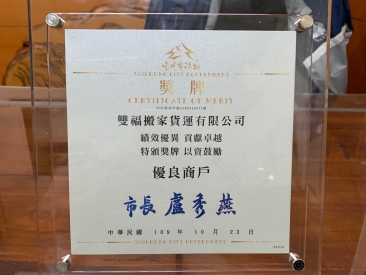 臺中市政府
TAICHUNG CITY GOVERNMENT
獎牌
CERTIFICATE OF MERIT
雙福搬家貨運有限公司
績效優異 貢獻卓越
特頒獎牌 以資鼓勵
優良商戶
市長 盧秀燕
中華民國 109 年 10 月 23 日
TAICHUNG CITY GOVERNMENT